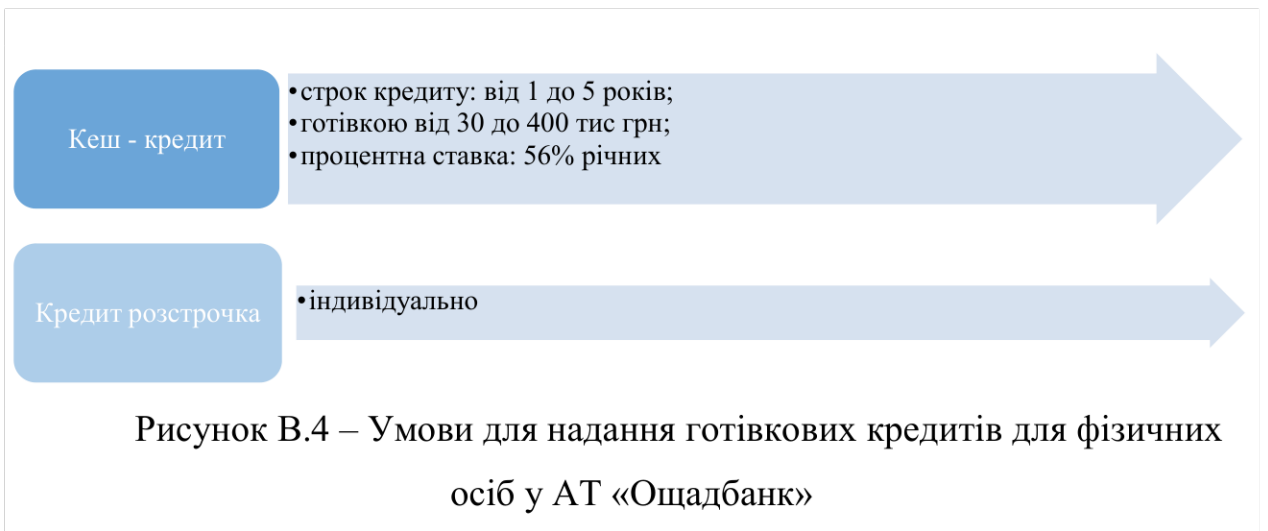 Кеш - кредит
•строк кредиту: від 1 до 5 років;
•готівкою від 30 до 400 тис грн;
•процентна ставка: 56% річних
Кредит розстрочка
•індивідуально
Рисунок В.4 – Умови для надання готівкових кредитів для фізичних
осіб у АТ «Ощадбанк»